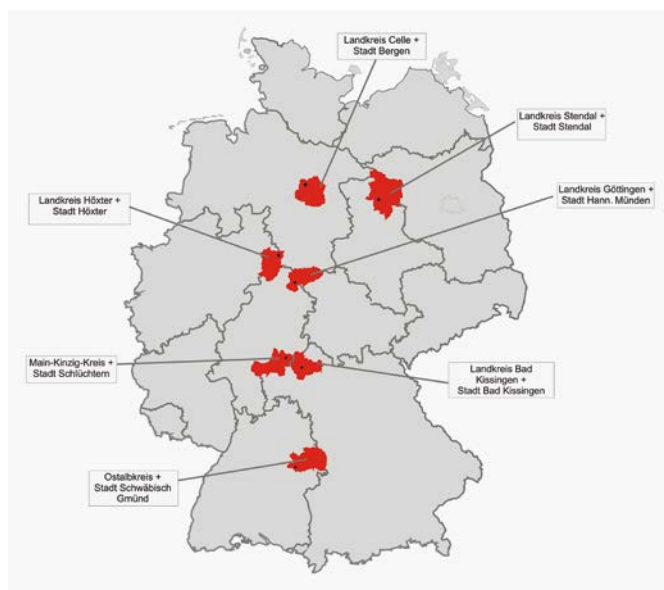 Landkreis Celle +
Stadt Bergen
Landkreis Stendal +
Stadt Stendal
Landkreis Göttingen +
Stadt Hann. Münden
Landkreis Höxter +
Stadt Höxter
Main-Kinzig-Kreis +
Stadt Schlüchtern
Landkreis Bad
Kissingen +
Stadt Bad Kissingen
Ostalbkreis +
Stadt Schwäbisch
Gmünd